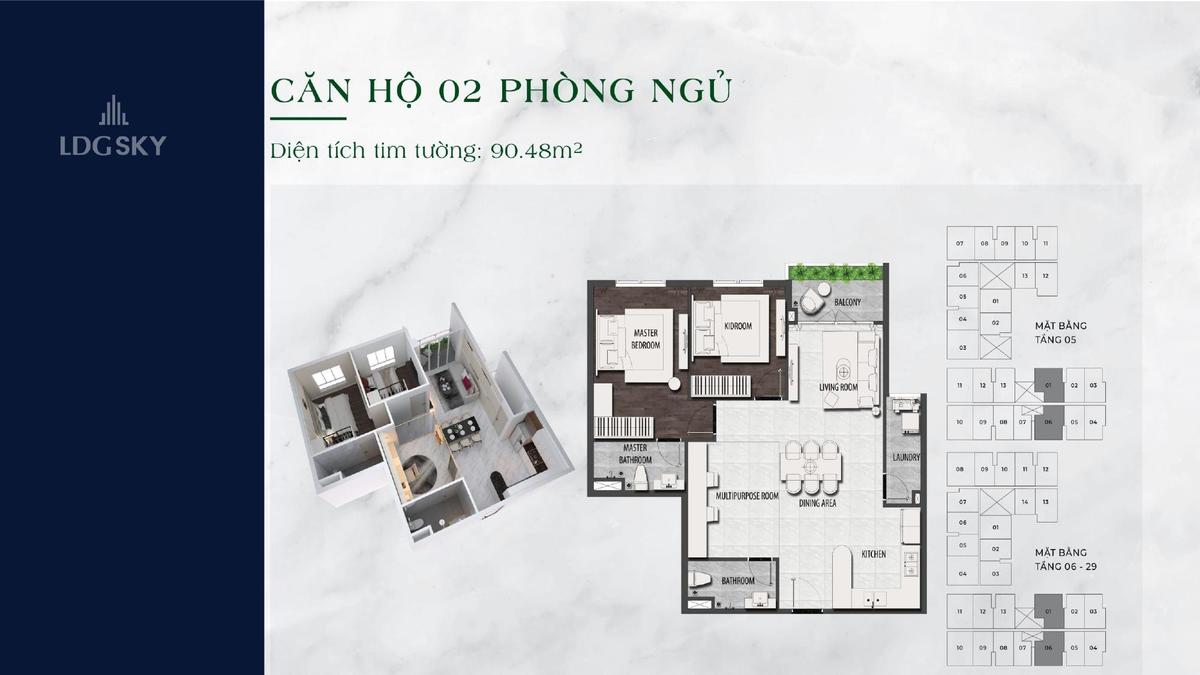 LDG SKY
CĂN HỘ 02 PHÒNG NGỦ
Diện tích tim tường: 90.48m²
MASTER
BEDROOM
KIDROOM
BALCONY
LIVING ROOM
MASTER
BATHROOM
LAUNDRY
MULTIPURPOSE ROOM
DINING AREA
KITCHEN
BATHROOM
07 08 09 10 11
06 13 12
05 01
04 02
03
MẶT BẰNG
TẦNG 05
11 12 13 01 02 03
10 09 08 07 06 05 04
08 09 10 11 12
07 14 13
06 01
05 02
04 03
MẶT BẰNG
TẦNG 06 - 29
11 12 13 01 02 03
10 09 08 07 06 05 04